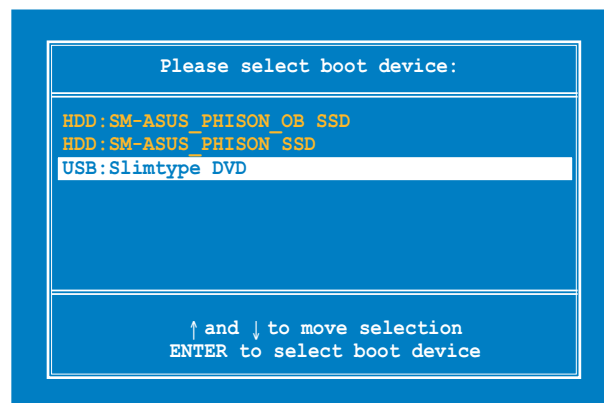 Please select boot device:
HDD:SM-ASUS_PHISON_OB SSD
HDD:SM-ASUS_PHISON SSD
USB:Slimtype DVD
↑ and ↓ to move selection
ENTER to select boot device